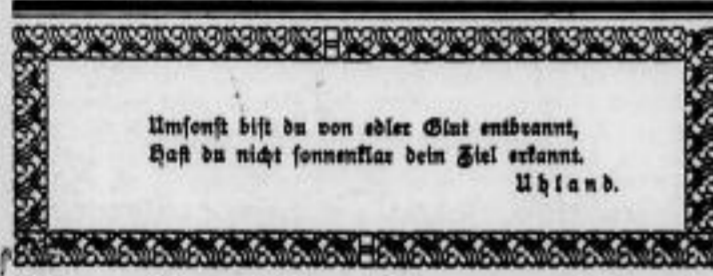 Umsonst bist du von edler Glut entbrannt,
Hast du nicht sonnenklar dein Ziel erkannt.
Uhland.